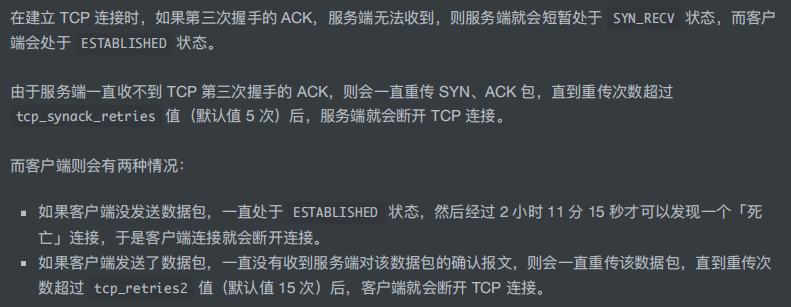 在建立 TCP 连接时，如果第三次握手的 ACK，服务端无法收到，则服务端就会短暂处于 SYN_RECV 状态，而客户
端会处于 ESTABLISHED 状态。
由于服务端一直收不到 TCP 第三次握手的 ACK，则会一直重传 SYN、ACK 包，直到重传次数超过
tcp_synack_retries 值（默认值 5 次）后，服务端就会断开 TCP 连接。
而客户端则会有两种情况：
▪ 如果客户端没发送数据包，一直处于 ESTABLISHED 状态，然后经过 2 小时 11 分 15 秒才可以发现一个「死
亡」连接，于是客户端连接就会断开连接。
▪ 如果客户端发送了数据包，一直没有收到服务端对该数据包的确认报文，则会一直重传该数据包，直到重传次
数超过 tcp_retries2 值（默认值 15 次）后，客户端就会断开 TCP 连接。